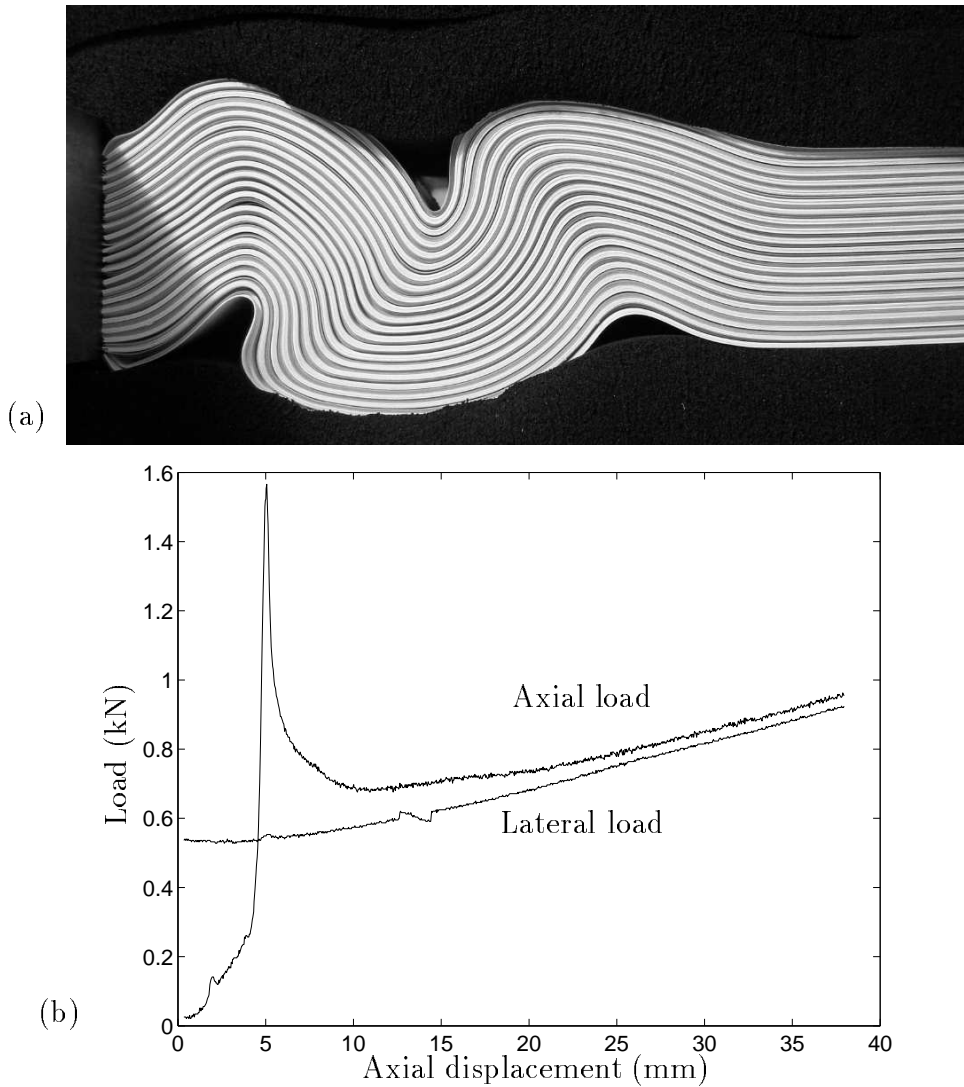 (a)
1.6
1.4
1.2
1
0.8
0.6
0.4
0.2
0
Load (kN)
Axial load
Lateral load
(b)
0 5 10 15 20 25 30 35 40
Axial displacement (mm)